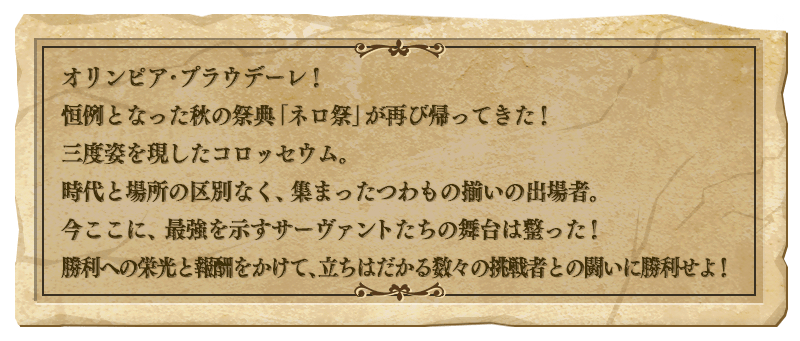 オリンピア・プラウデーレ！
恒例となった秋の祭典「ネロ祭」が再び帰ってきた！
三度姿を現したコロッセウム。
時代と場所の区別なく、集まったつわもの揃いの出場者。
今ここに、最強を示すサーヴァントたちの舞台は整った！
勝利への栄光と報酬をかけて、立ちはだかる数々の挑戦者との闘いに勝利せよ！